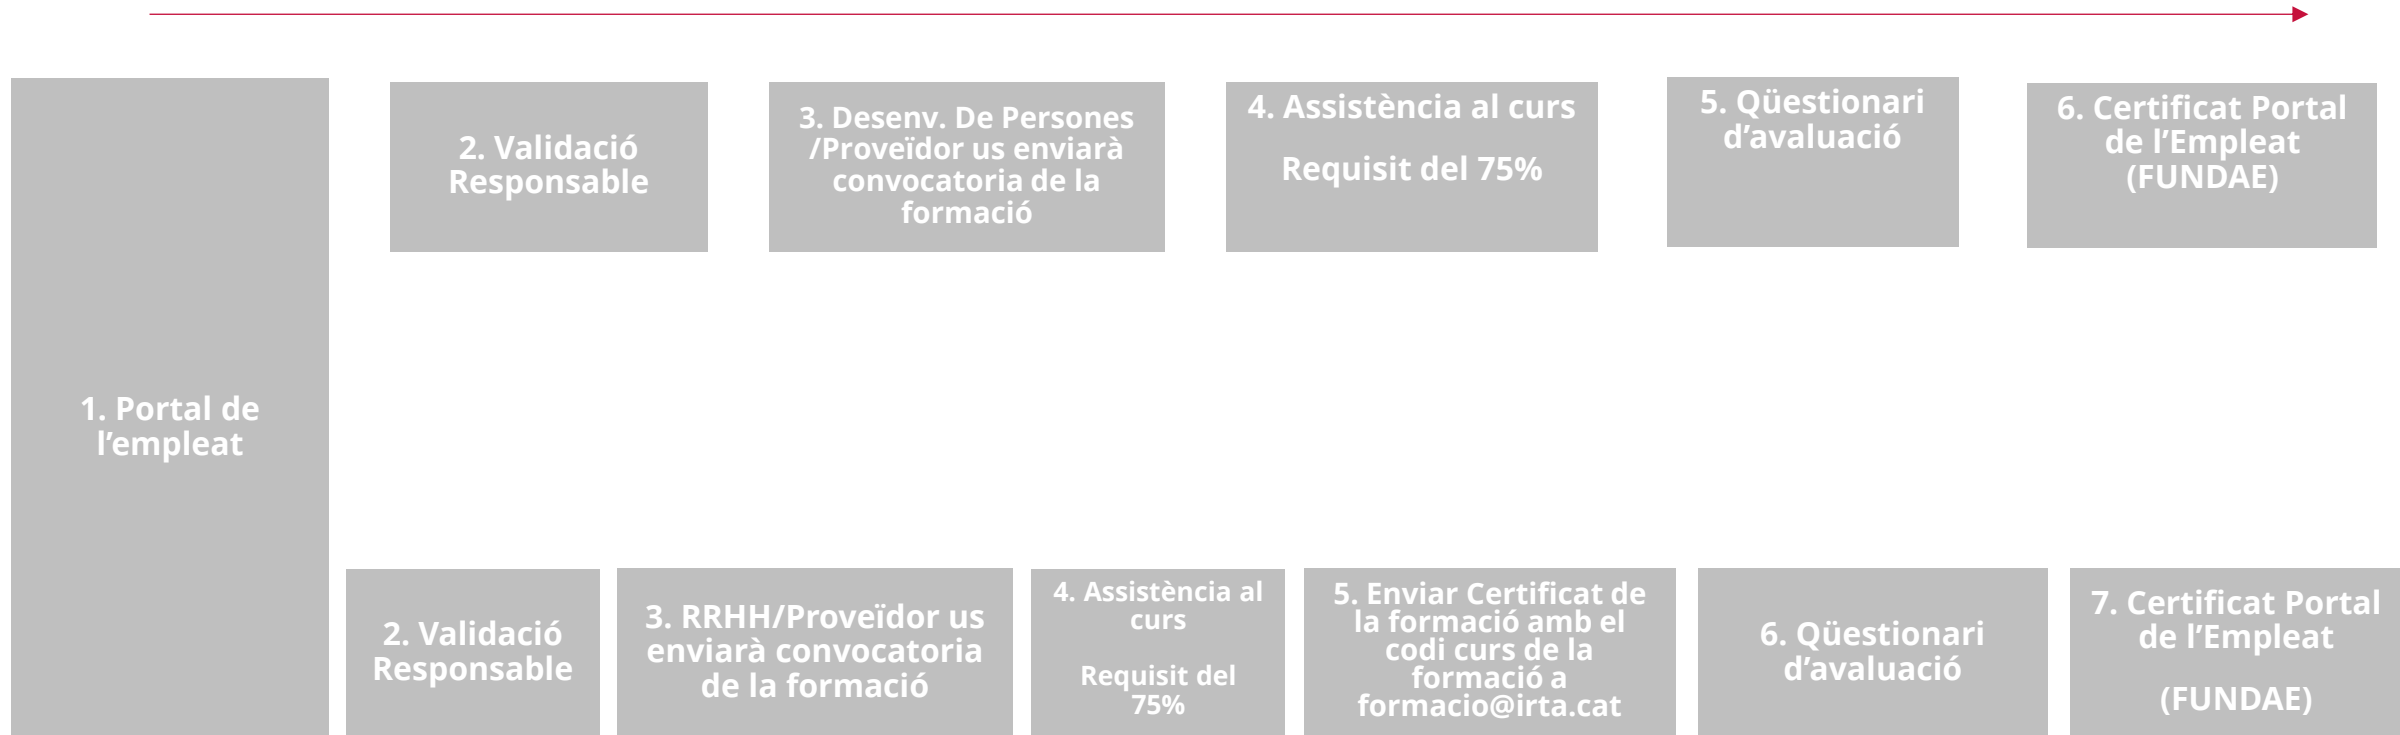 1. Portal de
l’empleat
2. Validació
Responsable
3. Desenv. De Persones
/Proveïdor us enviarà
convocatoria de la
formació
4. Assistència al curs
Requisit del 75%
5. Qüestionari
d’avaluació
6. Certificat Portal
de l’Empleat
(FUNDAE)
2. Validació
Responsable
3. RRHH/Proveïdor us
enviarà convocatoria
de la formació
4. Assistència al
curs
Requisit del
75%
5. Enviar Certificat de
la formació amb el
codi curs de la
formació a
formacio@irta.cat
6. Qüestionari
d’avaluació
7. Certificat Portal
de l’Empleat
(FUNDAE)